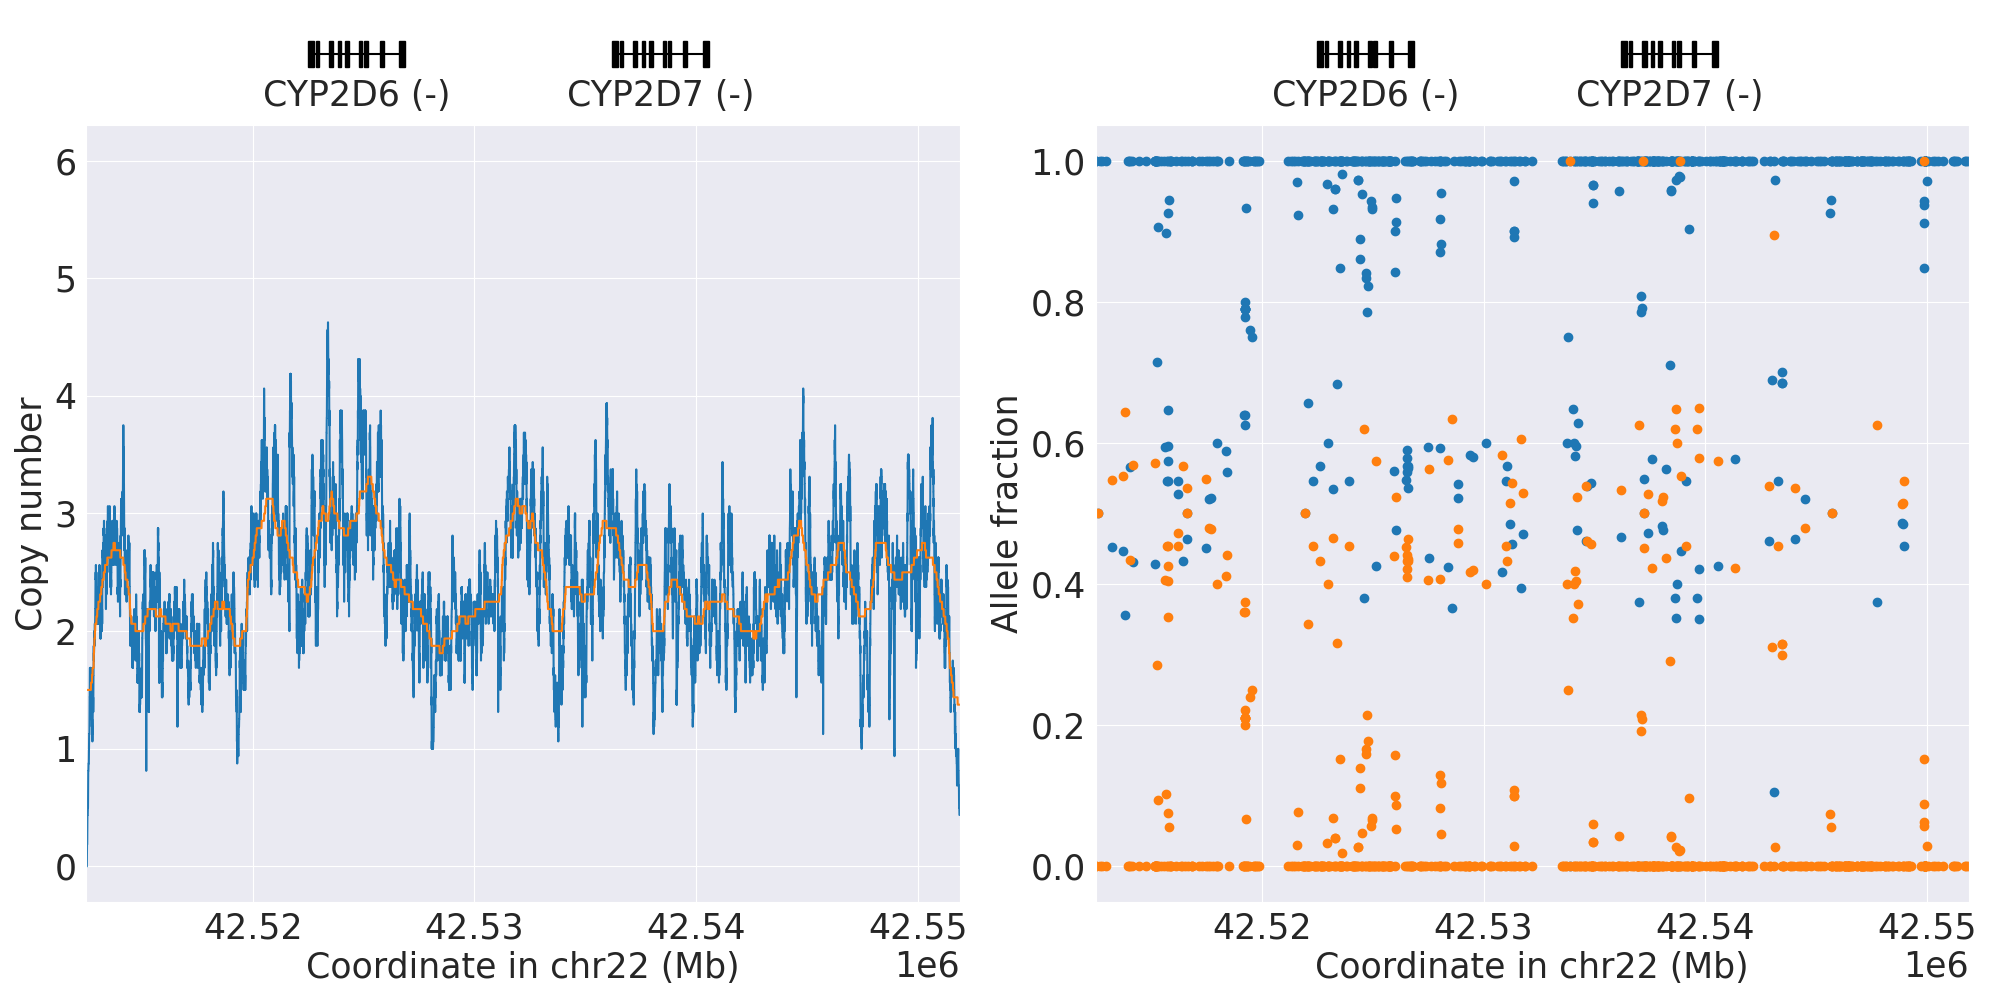 CYP2D6 (-) CYP2D7 (-)
6
5
4
3
2
1
0
Copy number
42.52 42.53 42.54 42.55
Coordinate in chr22 (Mb) 1e6
CYP2D6 (-) CYP2D7 (-)
1.0
0.8
0.6
0.4
0.2
0.0
Allele fraction
42.52 42.53 42.54 42.55
Coordinate in chr22 (Mb) 1e6